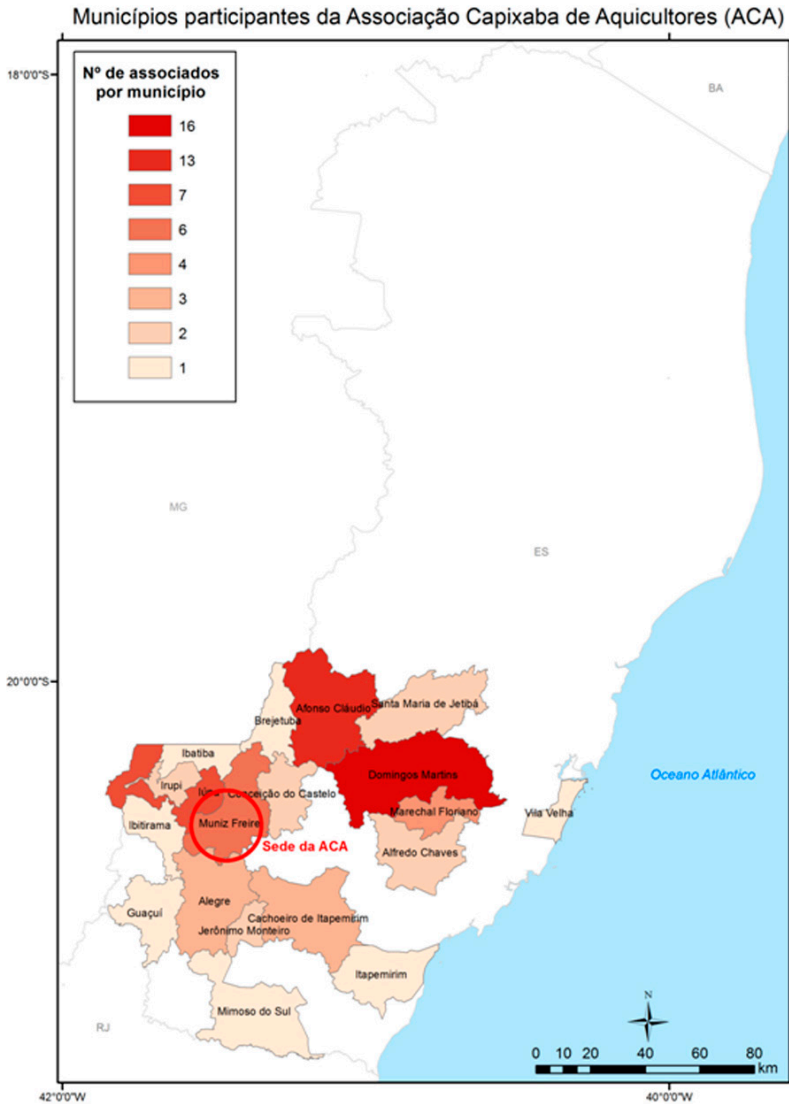 Municípios participantes da Associação Capixaba de Aquicultores (ACA)
Nº de associados
por município
16
13
7
6
4
3
2
1
18°0'0"S
BA
MG
ES
20°0'0"S
Afonso Cláudio
Santa Maria de Jetibá
Brejetuba
Ibatiba
Domingos Martins
Oceano Atlântico
Irupi
Iúna
Conceição do Castelo
Marechal Floriano
Vila Velha
Ibitirama
Muniz Freire
Sede da ACA
Alfredo Chaves
Alegre
Guaçuí
Cachoeiro de Itapemirim
Jerônimo Monteiro
Itapemirim
Mimoso do Sul
N
RJ
0 10 20 40 60 80
km
42°0'0"W
40°0'0"W